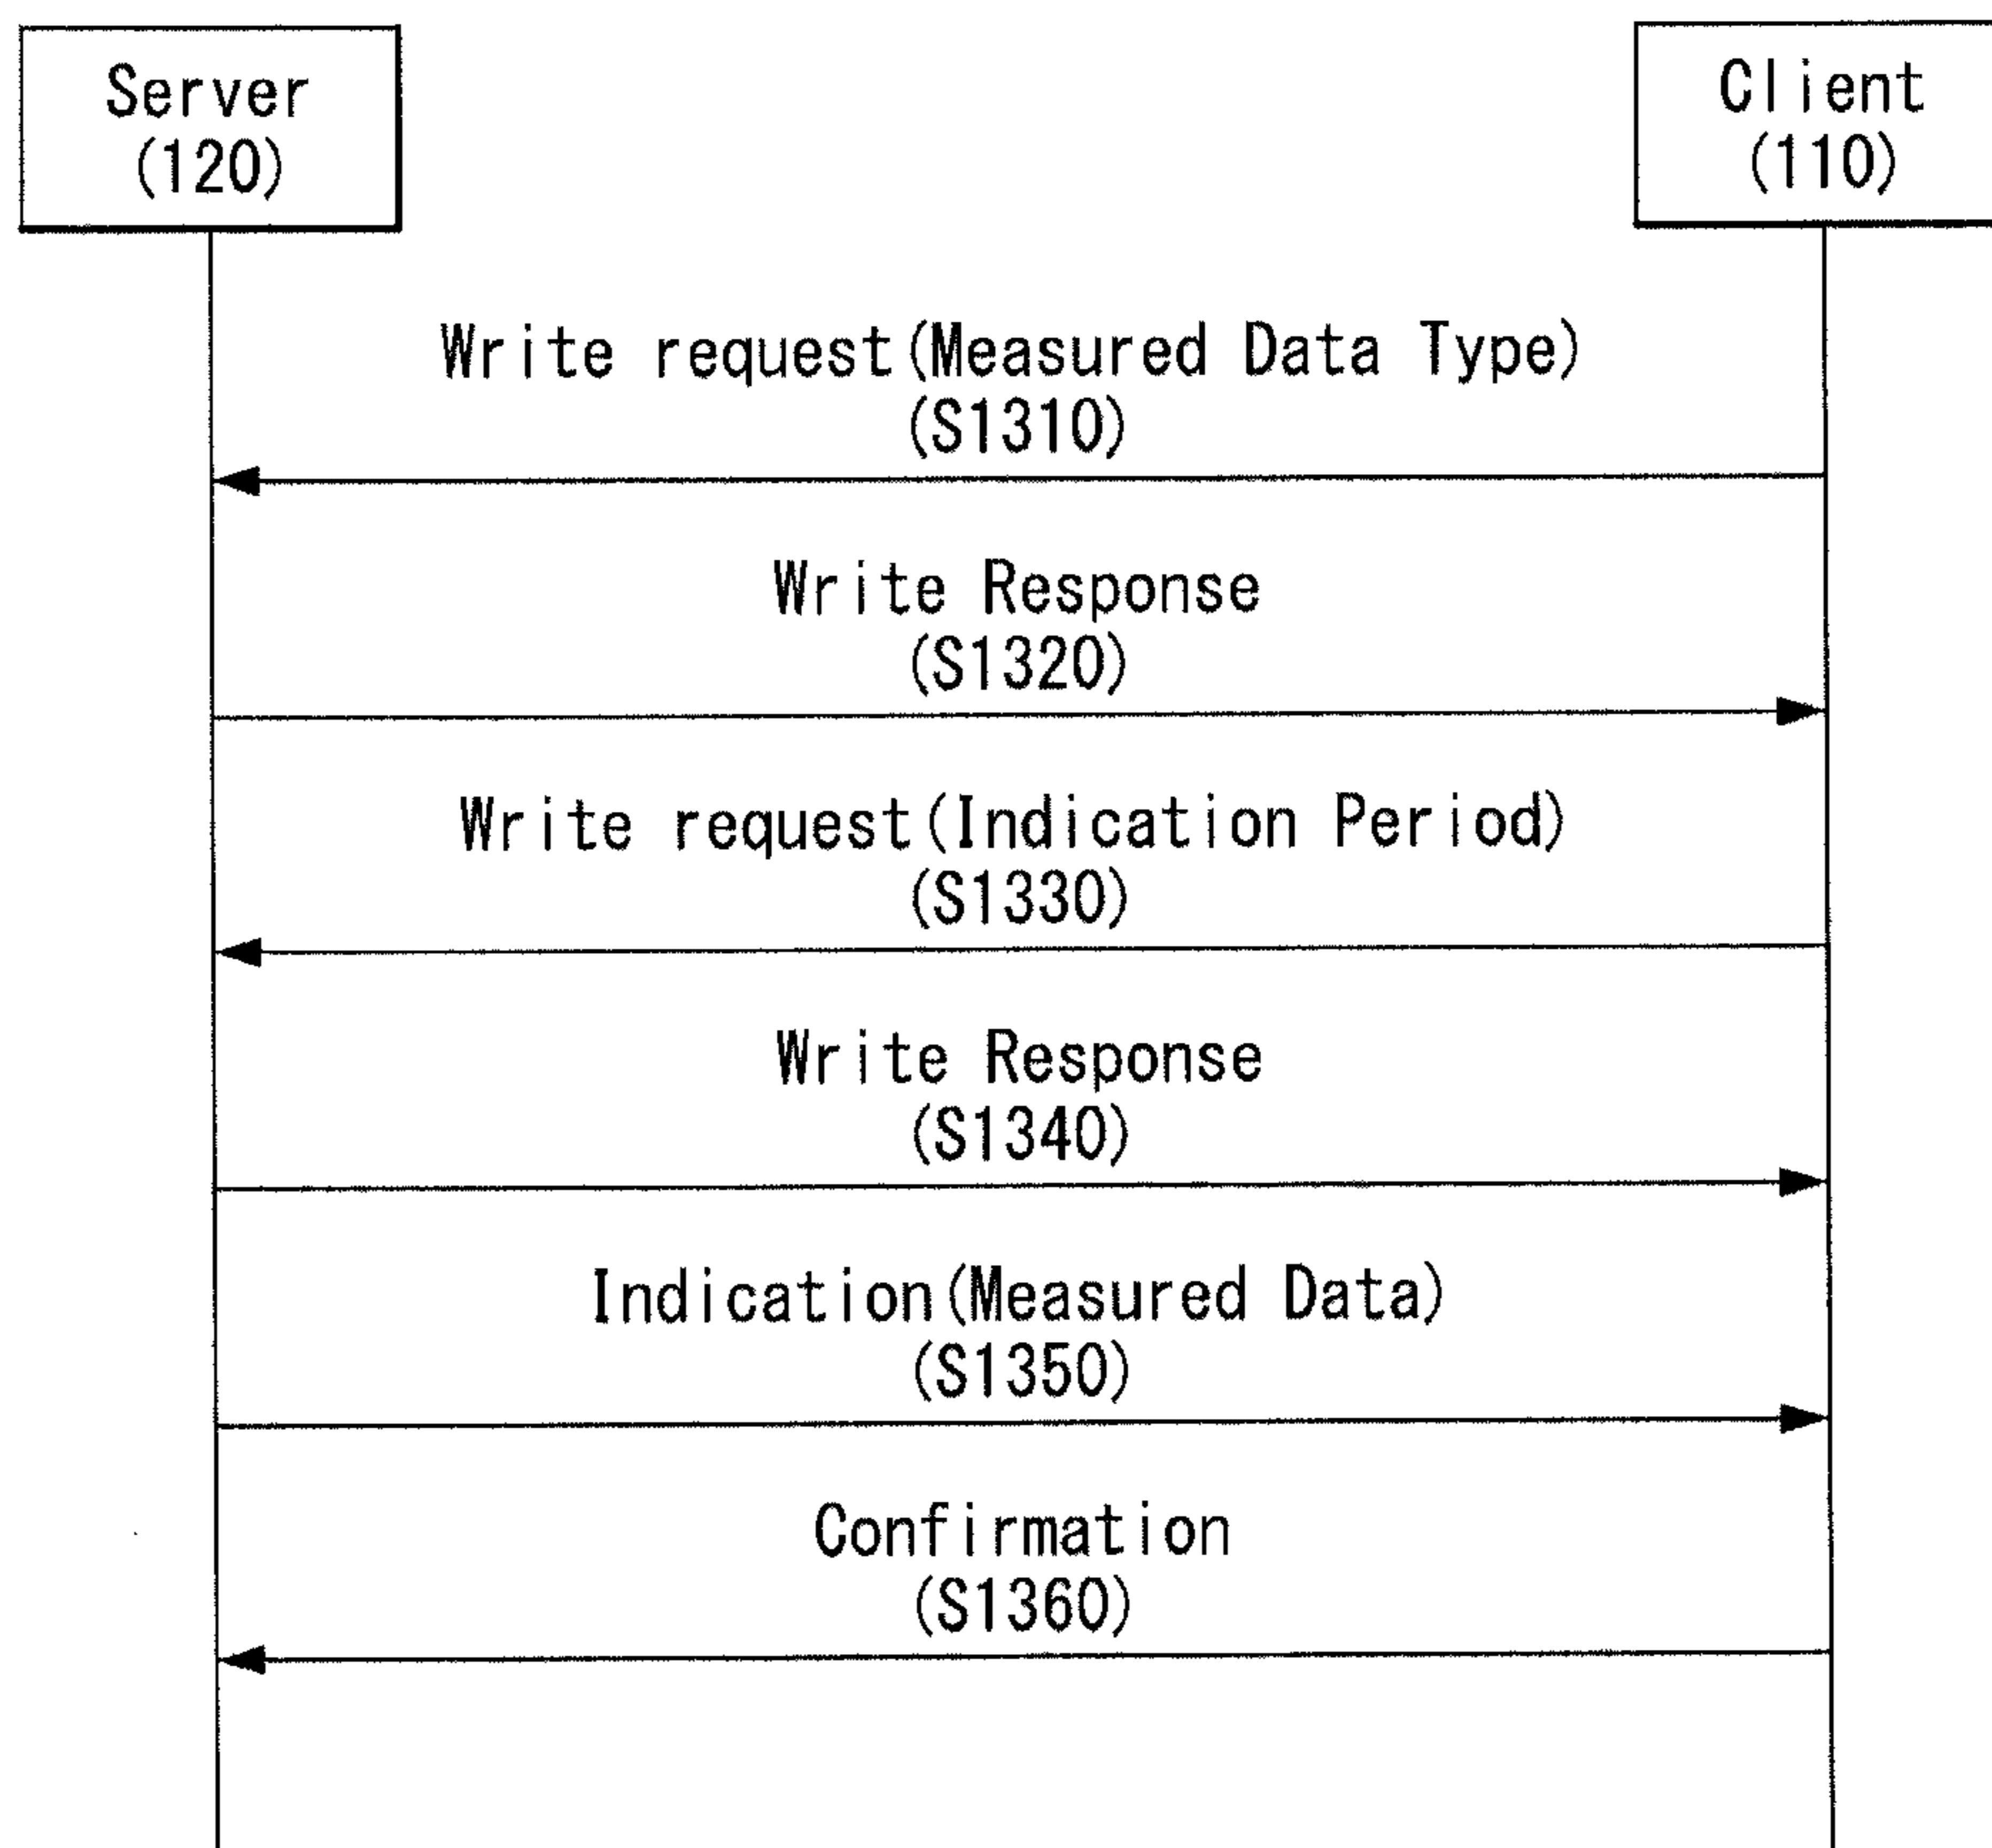 Server
(120)
Client
(110)
Write request(Measured Data Type)
(S1310)
Write Response
(S1320)
Write request(Indication Period)
(S1330)
Write Response
(S1340)
Indication(Measured Data)
(S1350)
Confirmation
(S1360)